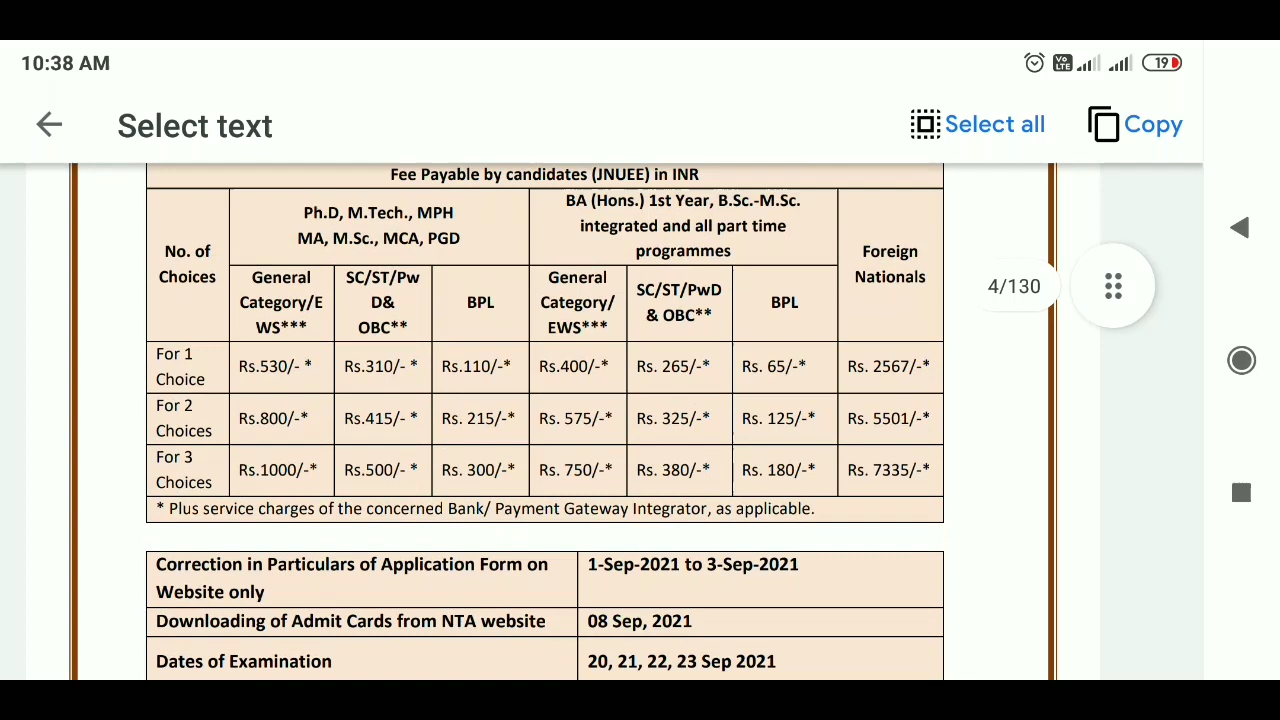 10:38 AM
Vo LTE
19
Select text
Select all
Copy
Fee Payable by candidates (JNUEE) in INR
No. of
Choices
Ph.D, M.Tech., MPH
MA, M.Sc., MCA, PGD
BA (Hons.) 1st Year, B.Sc.-M.Sc.
integrated and all part time
programmes
Foreign
Nationals
General
Category/E
WS***
SC/ST/Pw
D&
OBC**
BPL
General
Category/
EWS***
SC/ST/PwD
& OBC**
BPL
For 1
Choice
Rs.530/- *
Rs.310/- *
Rs.110/-*
Rs.400/-*
Rs. 265/-*
Rs. 65/-*
Rs. 2567/-*
For 2
Choices
Rs.800/-*
Rs.415/- *
Rs. 215/-*
Rs. 575/-*
Rs. 325/-*
Rs. 125/-*
Rs. 5501/-*
For 3
Choices
Rs.1000/-*
Rs.500/- *
Rs. 300/-*
Rs. 750/-*
Rs. 380/-*
Rs. 180/-*
Rs. 7335/-*
* Plus service charges of the concerned Bank/ Payment Gateway Integrator, as applicable.
4/130
Correction in Particulars of Application Form on
Website only
1-Sep-2021 to 3-Sep-2021
Downloading of Admit Cards from NTA website
08 Sep, 2021
Dates of Examination
20, 21, 22, 23 Sep 2021